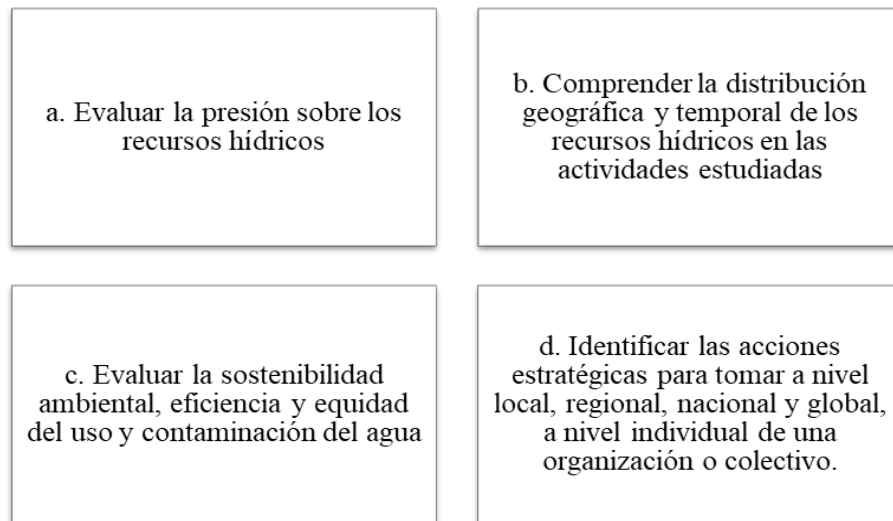 a. Evaluar la presión sobre los
recursos hídricos
b. Comprender la distribución
geográfica y temporal de los
recursos hídricos en las
actividades estudiadas
c. Evaluar la sostenibilidad
ambiental, eficiencia y equidad
del uso y contaminación del agua
d. Identificar las acciones
estratégicas para tomar a nivel
local, regional, nacional y global,
a nivel individual de una
organización o colectivo.